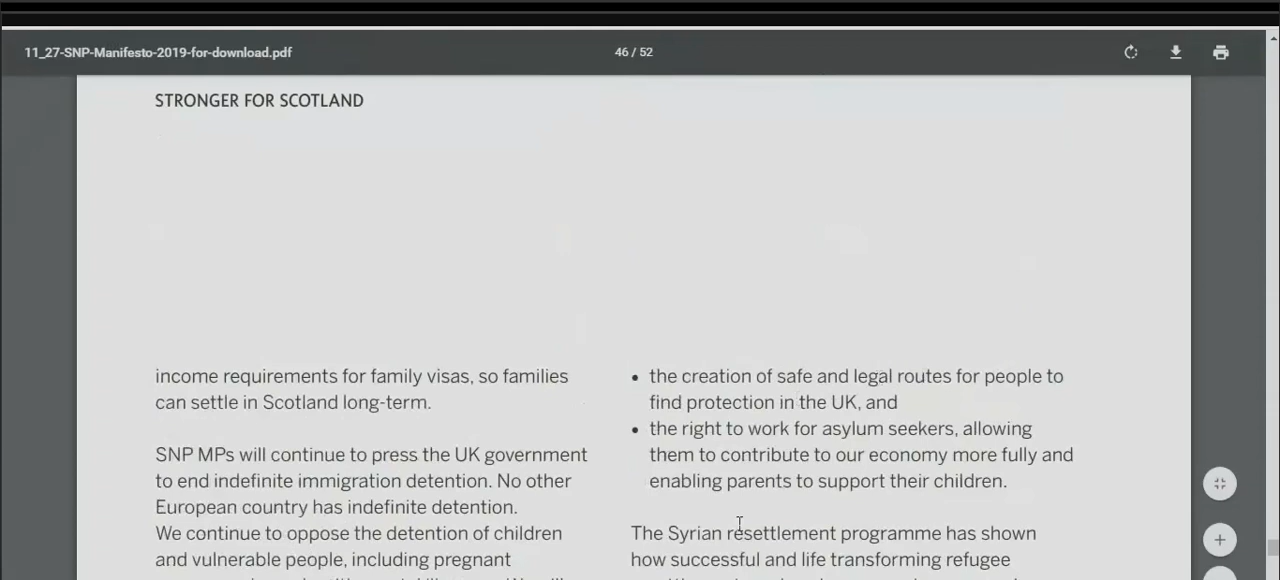 11_27-SNP-Manifesto-2019-for-download.pdf
46 / 52
STRONGER FOR SCOTLAND
income requirements for family visas, so families
can settle in Scotland long-term.
SNP MPs will continue to press the UK government
to end indefinite immigration detention. No other
European country has indefinite detention.
We continue to oppose the detention of children
and vulnerable people, including pregnant
• the creation of safe and legal routes for people to
find protection in the UK, and
• the right to work for asylum seekers, allowing
them to contribute to our economy more fully and
enabling parents to support their children.
The Syrian resettlement programme has shown
how successful and life transforming refugee